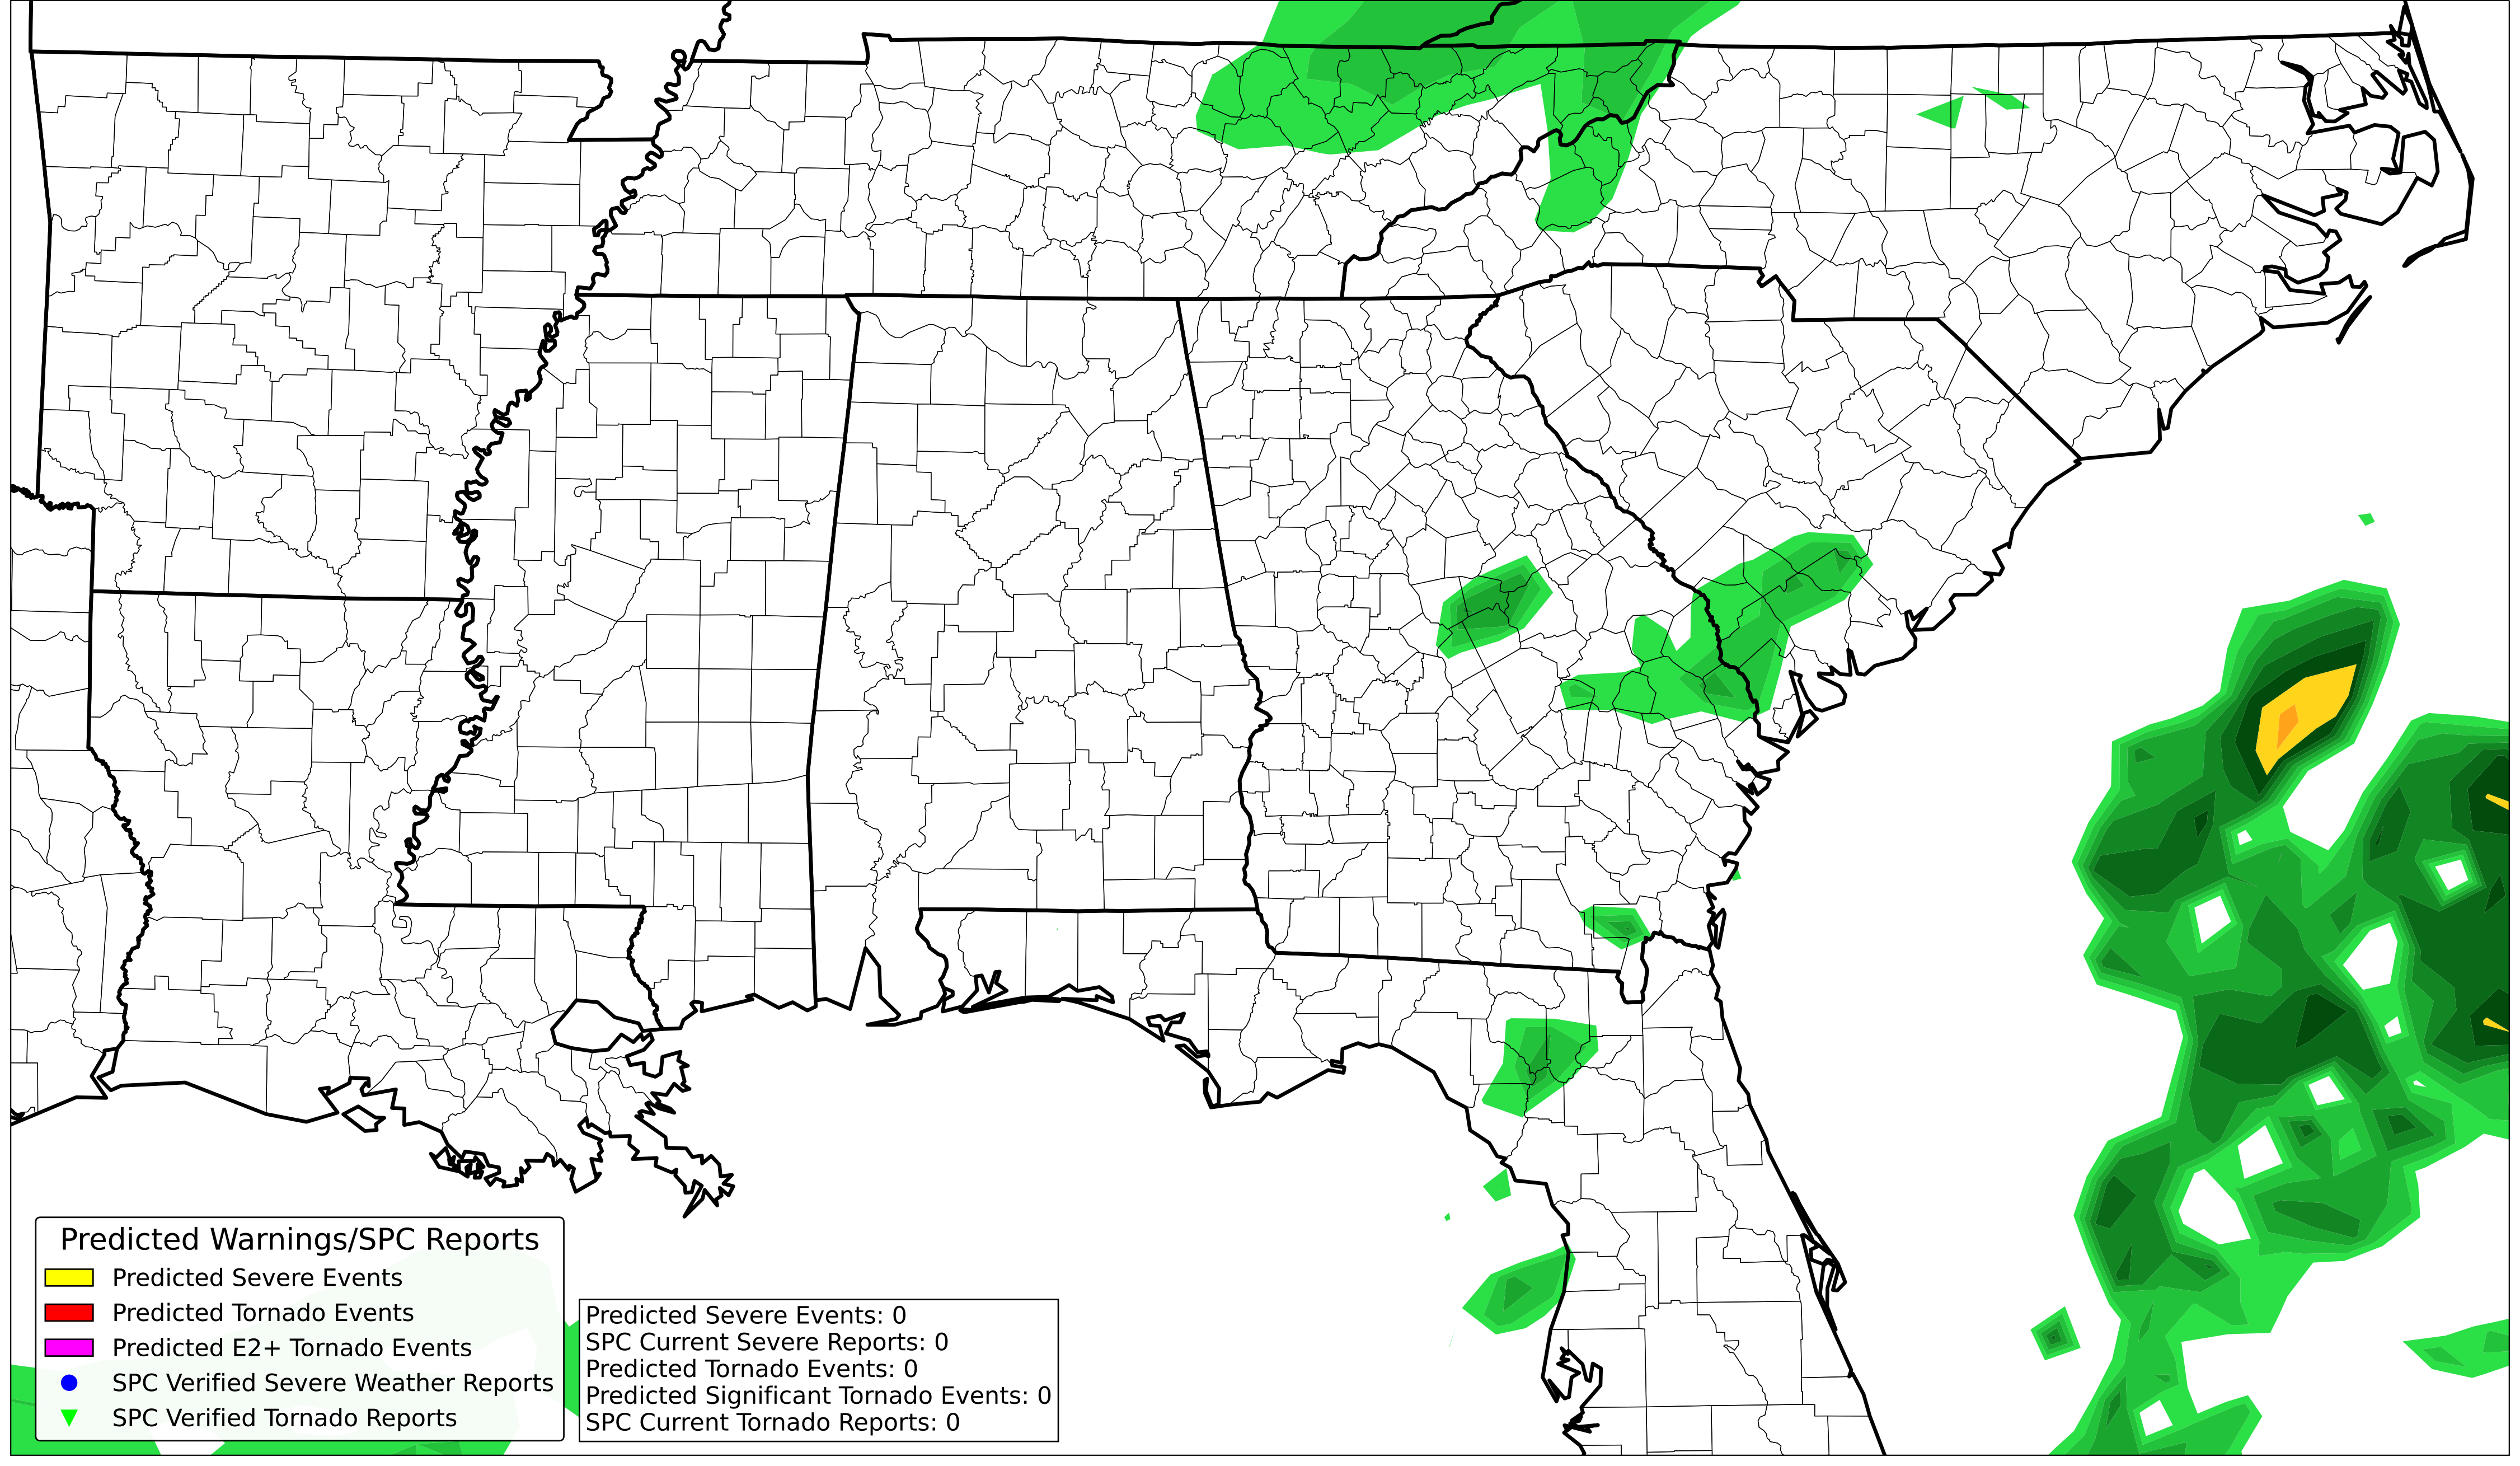 Predicted Warnings/SPC Reports
Predicted Severe Events
Predicted Tornado Events
Predicted E2+ Tornado Events
SPC Verified Severe Weather Reports
SPC Verified Tornado Reports
Predicted Severe Events: 0
SPC Current Severe Reports: 0
Predicted Tornado Events: 0
Predicted Significant Tornado Events: 0
SPC Current Tornado Reports: 0